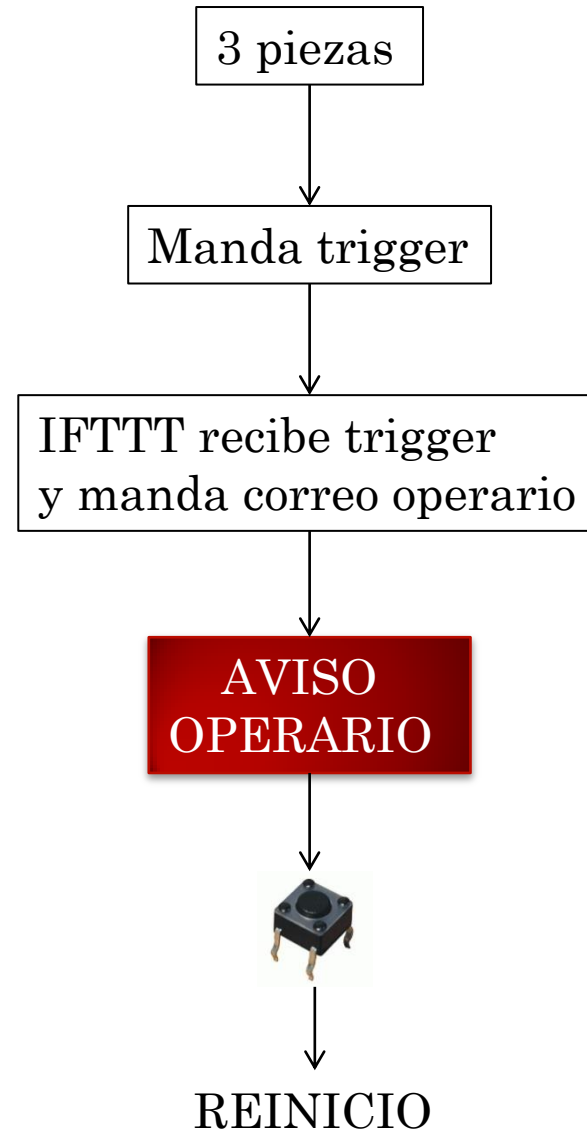 3 piezas
Manda trigger
IFTTT recibe trigger
y manda correo operario
AVISO
OPERARIO
REINICIO